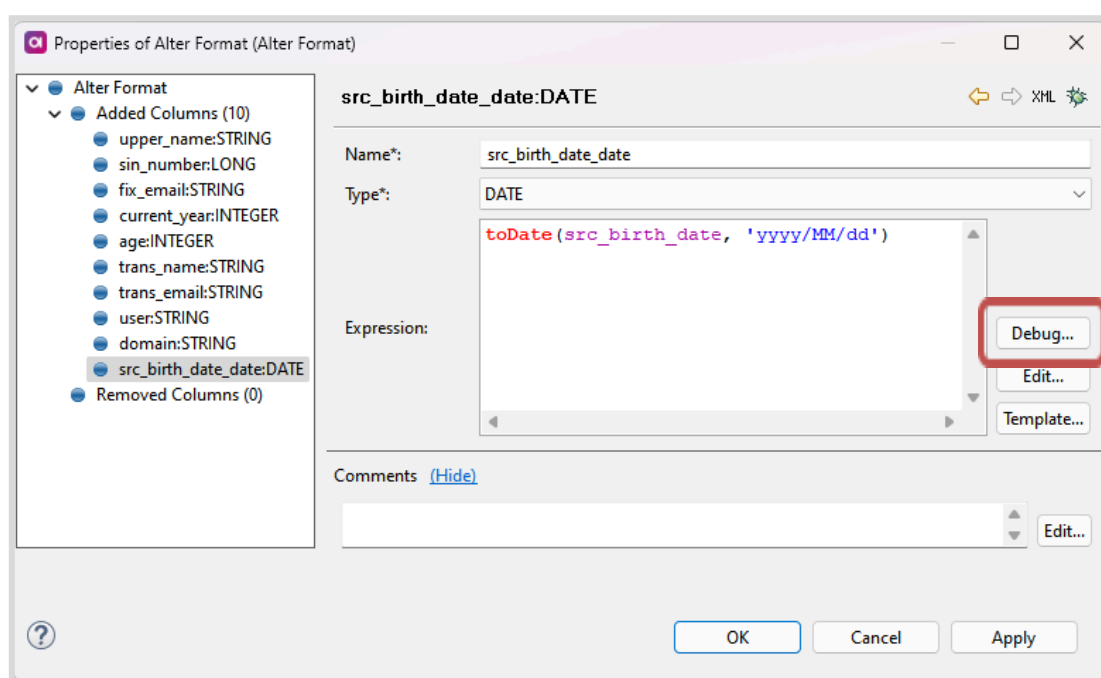 Properties of Alter Format (Alter Format)
Alter Format
Added Columns (10)
upper_name:STRING
sin_number:LONG
fix_email:STRING
current_year:INTEGER
age:INTEGER
trans_name:STRING
trans_email:STRING
user:STRING
domain:STRING
src_birth_date_date:DATE
Removed Columns (0)
src_birth_date_date:DATE
XML
Name*: src_birth_date_date
Type*: DATE
Expression:
toDate(src_birth_date, 'yyyy/MM/dd')
Debug...
Edit...
Template...
Comments (Hide)
Edit...
?
OK Cancel Apply